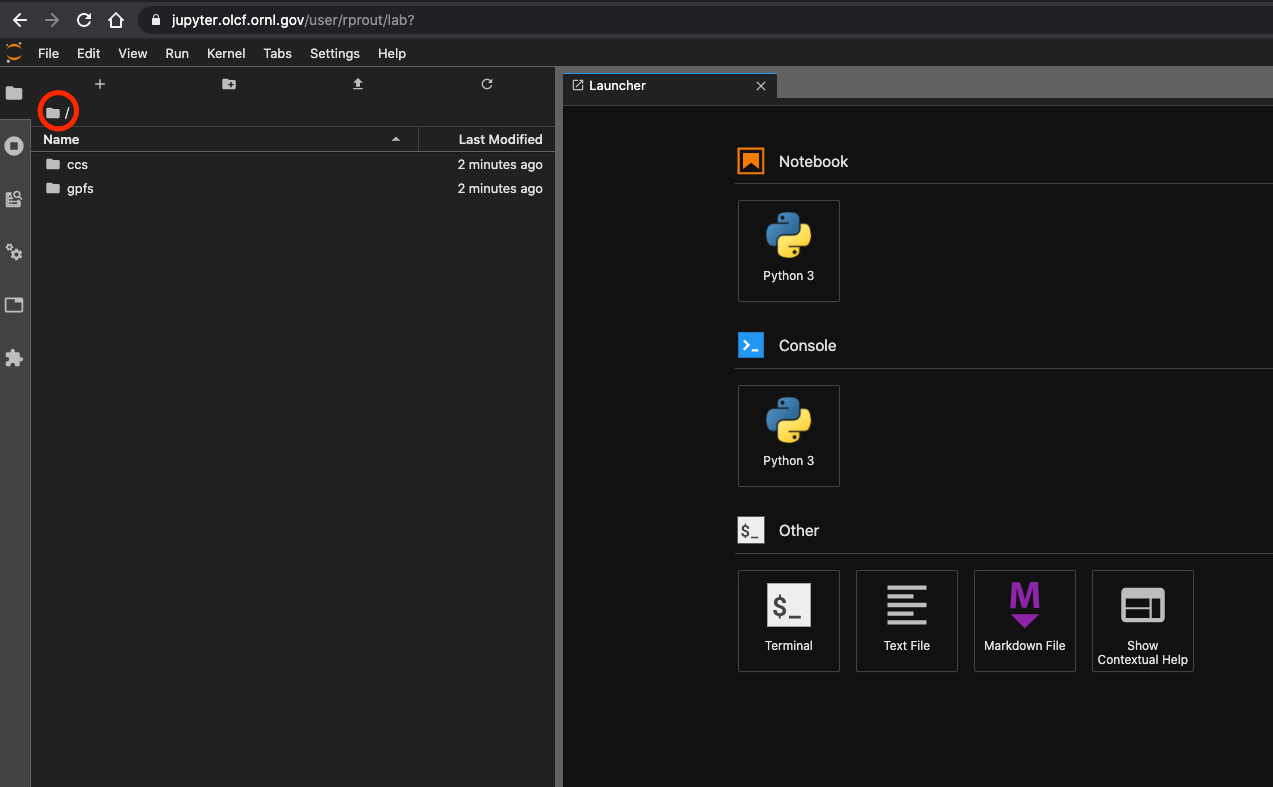 jupyter.olcf.ornl.gov/user/rprout/lab?
File Edit View Run Kernel Tabs Settings Help
Launcher
/
Name Last Modified
ccs 2 minutes ago
gpfs 2 minutes ago
Notebook
Python 3
Console
Python 3
$_ Other
$_
Terminal
Text File
M
Markdown File
Show
Contextual Help